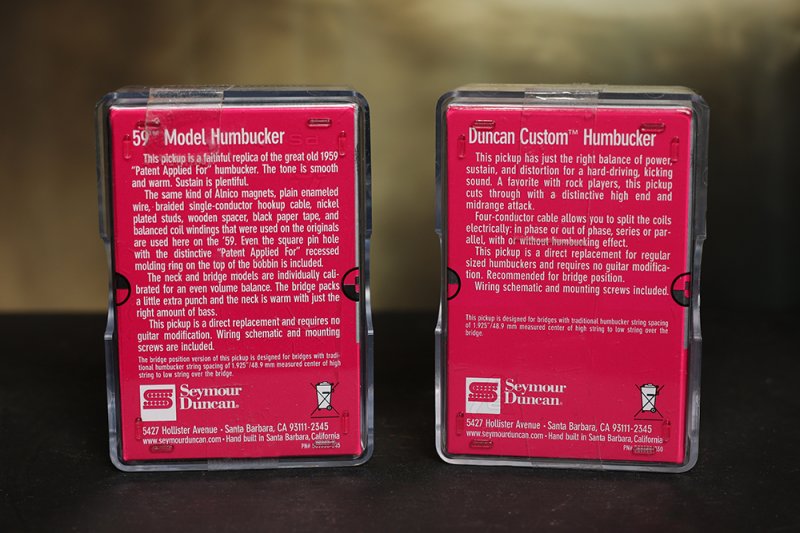 59™ Model Humbucker
This pickup is a faithful replica of the great old 1959
"Patent Applied For" humbucker. The tone is smooth
and warm. Sustain is plentiful.
The same kind of Alnico magnets, plain enameled
wire, braided single-conductor hookup cable, nickel
plated studs, wooden spacer, black paper tape, and
balanced coil windings that were used on the originals
are used here on the '59. Even the square pin hole
with the distinctive "Patent Applied For" recessed
molding ring on the top of the bobbin is included.
The neck and bridge models are individually cali-
brated for an even volume balance. The bridge packs
a little extra punch and the neck is warm with just the
right amount of bass.
This pickup is a direct replacement and requires no
guitar modification. Wiring schematic and mounting
screws are included.
The bridge position version of this pickup is designed for bridges with tradi-
tional humbucker string spacing of 1.925"/48.9 mm measured center of high
string to low string over the bridge.
Seymour
Duncan®
5427 Hollister Avenue · Santa Barbara, CA 93111-2345
www.seymourduncan.com · Hand built in Santa Barbara, California
PN#
Duncan Custom™ Humbucker
This pickup has just the right balance of power,
sustain, and distortion for a hard-driving, kicking
sound. A favorite with rock players, this pickup
cuts through with a distinctive high end and
midrange attack.
Four-conductor cable allows you to split the coils
electrically: in phase or out of phase, series or par-
allel, with or without humbucking effect.
This pickup is a direct replacement for regular
sized humbuckers and requires no guitar modifica-
tion. Recommended for bridge position.
Wiring schematic and mounting screws included.
This pickup is designed for bridges with traditional humbucker string spacing
of 1.925"/48.9 mm measured center of high string to low string over the
bridge.
Seymour
Duncan®
5427 Hollister Avenue · Santa Barbara, CA 93111-2345
www.seymourduncan.com · Hand built in Santa Barbara, California
PN#